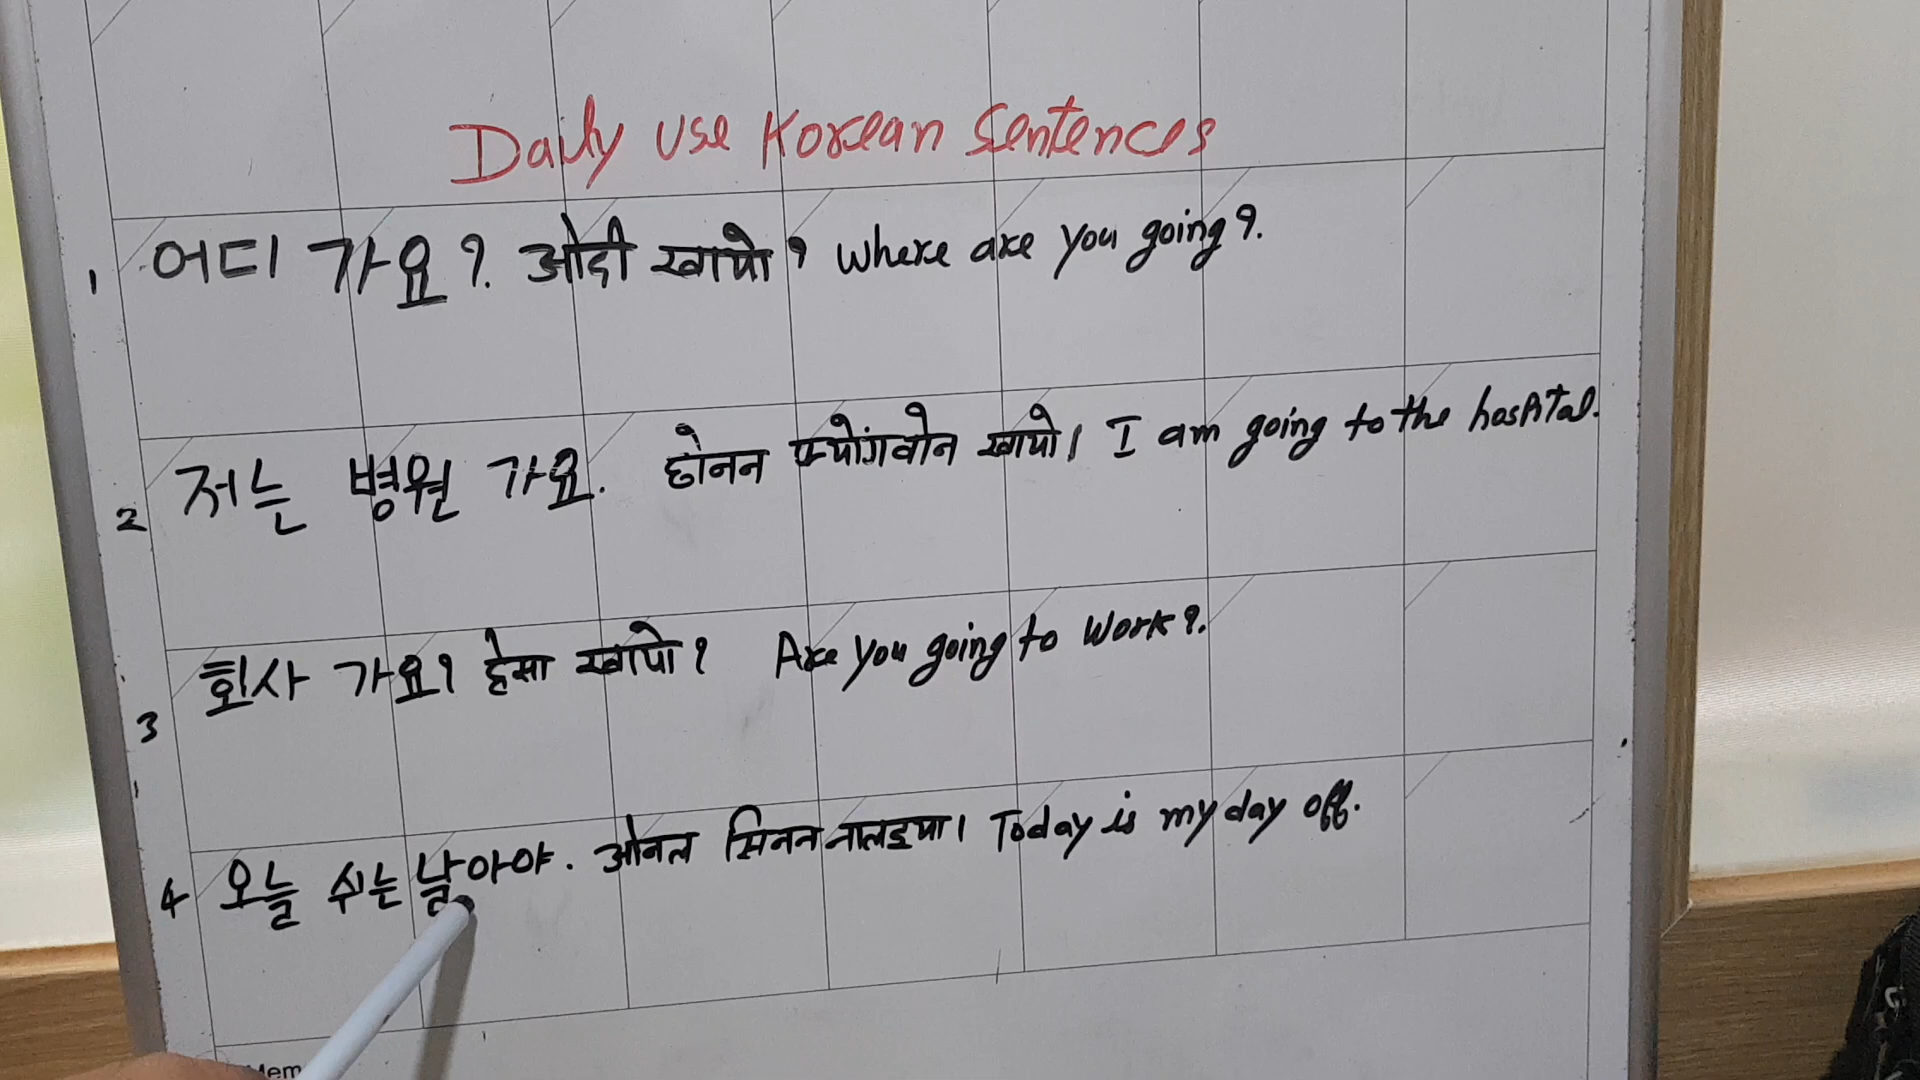 Daily use Korean Sentences
1 어디 가요? ओदी खायो? Where are you going?.
2 저는 병원 가요. छोनन प्योंगवोन खायो। I am going to the hospital.
3 회사 가요? हेसा खायो? Are you going to work?.
4 오늘 쉬는 날아야. ओनल सिनन नालइया। Today is my day off.
Mem